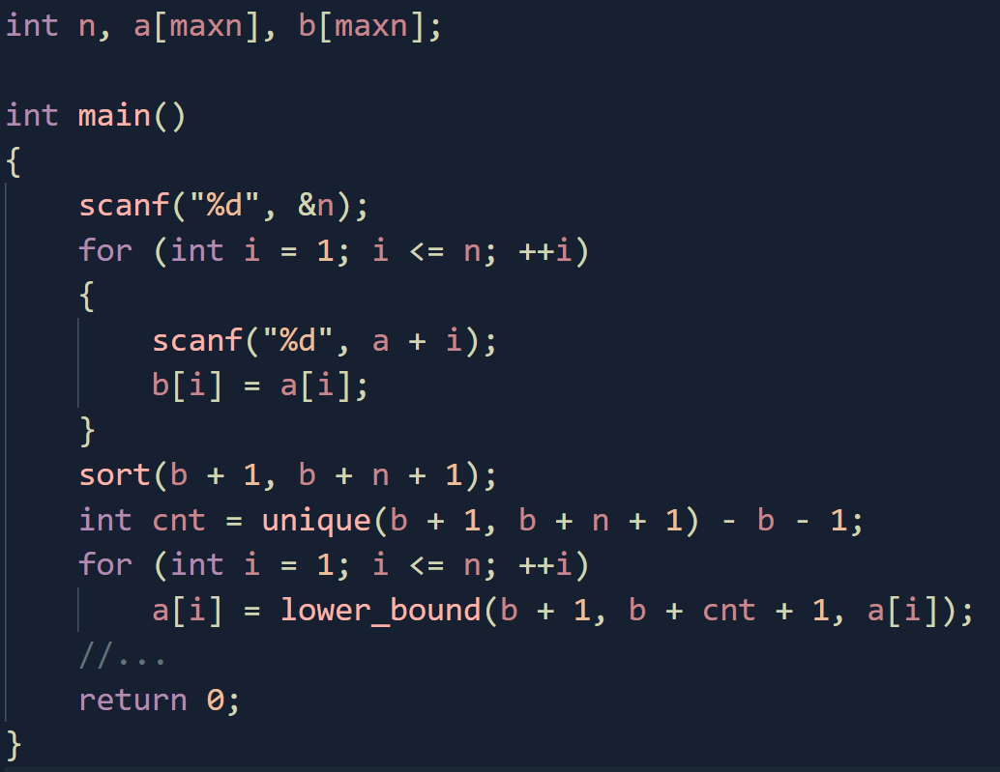 int n, a[maxn], b[maxn];
int main()
{
scanf("%d", &n);
for (int i = 1; i <= n; ++i)
{
scanf("%d", a + i);
b[i] = a[i];
}
sort(b + 1, b + n + 1);
int cnt = unique(b + 1, b + n + 1) - b - 1;
for (int i = 1; i <= n; ++i)
a[i] = lower_bound(b + 1, b + cnt + 1, a[i]);
//...
return 0;
}